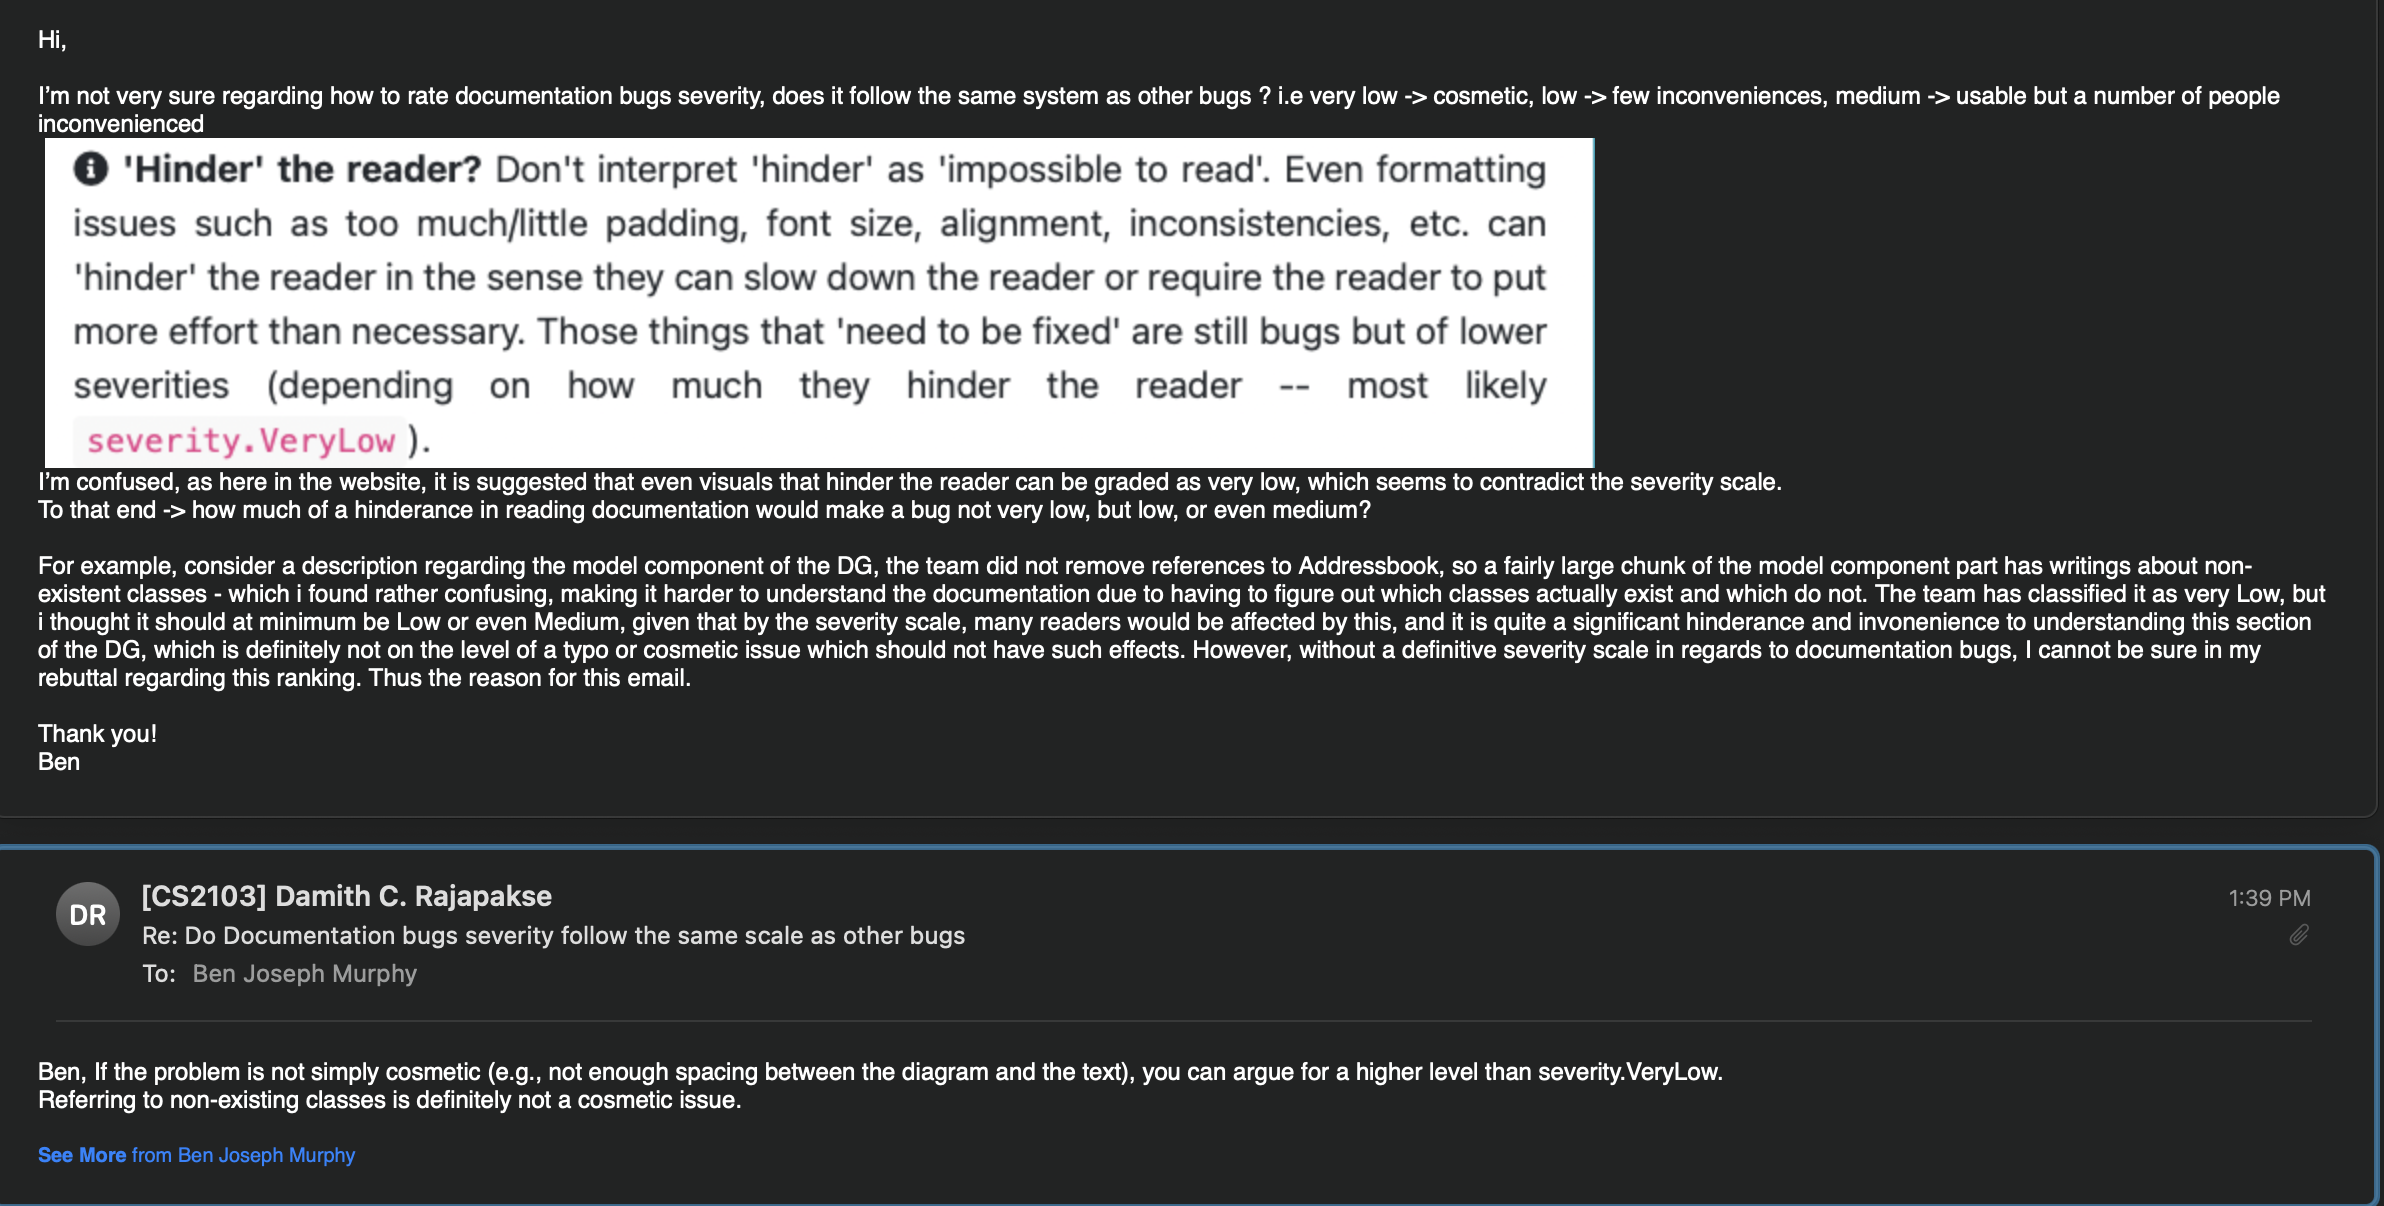 Hi,
I'm not very sure regarding how to rate documentation bugs severity, does it follow the same system as other bugs ? i.e very low -> cosmetic, low -> few inconveniences, medium -> usable but a number of people
inconvenienced
'Hinder' the reader? Don't interpret 'hinder' as 'impossible to read'. Even formatting
issues such as too much/little padding, font size, alignment, inconsistencies, etc. can
'hinder' the reader in the sense they can slow down the reader or require the reader to put
more effort than necessary. Those things that 'need to be fixed' are still bugs but of lower
severities (depending on how much they hinder the reader -- most likely
severity.VeryLow ).
I'm confused, as here in the website, it is suggested that even visuals that hinder the reader can be graded as very low, which seems to contradict the severity scale.
To that end -> how much of a hinderance in reading documentation would make a bug not very low, but low, or even medium?
For example, consider a description regarding the model component of the DG, the team did not remove references to Addressbook, so a fairly large chunk of the model component part has writings about non-
existent classes - which i found rather confusing, making it harder to understand the documentation due to having to figure out which classes actually exist and which do not. The team has classified it as very Low, but
i thought it should at minimum be Low or even Medium, given that by the severity scale, many readers would be affected by this, and it is quite a significant hinderance and invonenience to understanding this section
of the DG, which is definitely not on the level of a typo or cosmetic issue which should not have such effects. However, without a definitive severity scale in regards to documentation bugs, I cannot be sure in my
rebuttal regarding this ranking. Thus the reason for this email.
Thank you!
Ben
DR
[CS2103] Damith C. Rajapakse
1:39 PM
Re: Do Documentation bugs severity follow the same scale as other bugs
To: Ben Joseph Murphy
Ben, If the problem is not simply cosmetic (e.g., not enough spacing between the diagram and the text), you can argue for a higher level than severity.VeryLow.
Referring to non-existing classes is definitely not a cosmetic issue.
See More from Ben Joseph Murphy